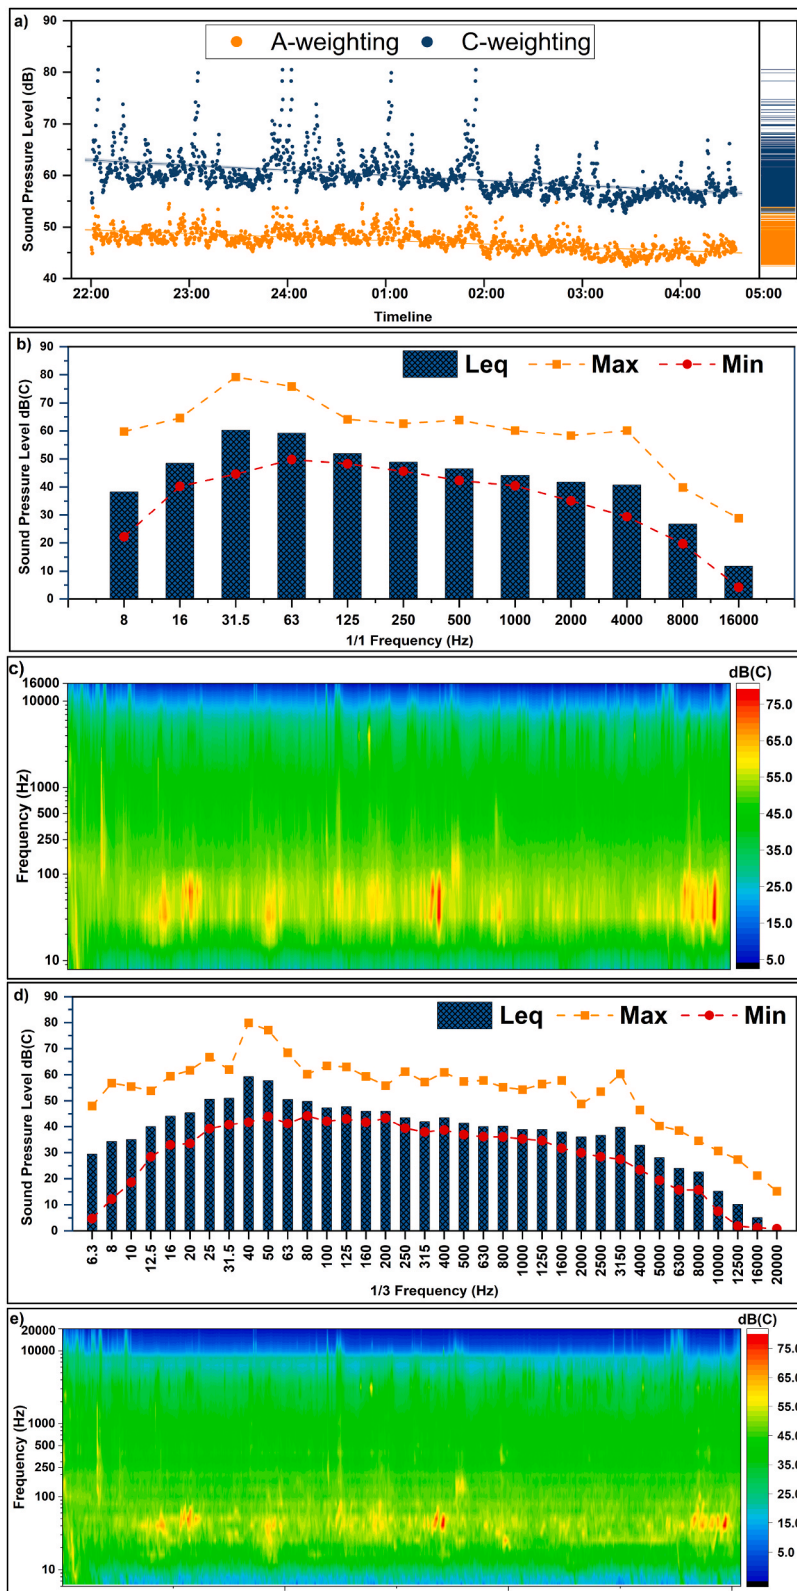 a)
A-weighting
C-weighting
Sound Pressure Level (dB)
90
80
70
60
50
40
22:00 23:00 24:00 01:00 02:00 03:00 04:00 05:00
Timeline
b)
Leq Max Min
Sound Pressure Level dB(C)
90
80
70
60
50
40
30
20
10
0
8 16 31.5 63 125 250 500 1000 2000 4000 8000 16000
1/1 Frequency (Hz)
c)
dB(C)
Frequency (Hz)
16000
10000
1000
500
250
100
10
75.0
65.0
55.0
45.0
35.0
25.0
15.0
5.0
d)
Leq Max Min
Sound Pressure Level dB(C)
90
80
70
60
50
40
30
20
10
0
6.3 8 10 12.5 16 20 25 31.5 40 50 63 80 100 125 160 200 250 315 400 500 630 800 1000 1250 1600 2000 2500 3150 4000 5000 6300 8000 10000 12500 16000 20000
1/3 Frequency (Hz)
e)
dB(C)
Frequency (Hz)
20000
10000
1000
500
250
100
10
75.0
65.0
55.0
45.0
35.0
25.0
15.0
5.0